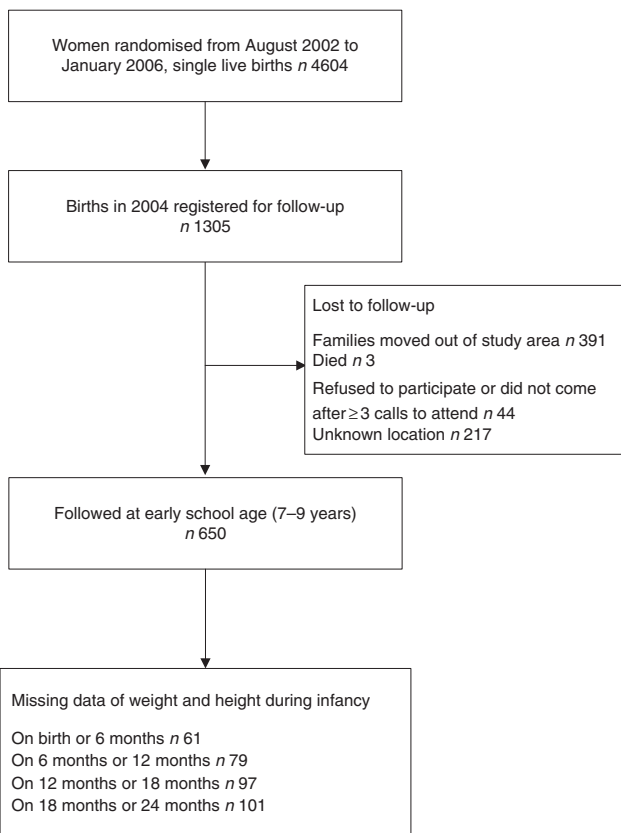 Women randomised from August 2002 to
January 2006, single live births n 4604
Births in 2004 registered for follow-up
n 1305
Lost to follow-up
Families moved out of study area n 391
Died n 3
Refused to participate or did not come
after ≥ 3 calls to attend n 44
Unknown location n 217
Followed at early school age (7–9 years)
n 650
Missing data of weight and height during infancy
On birth or 6 months n 61
On 6 months or 12 months n 79
On 12 months or 18 months n 97
On 18 months or 24 months n 101